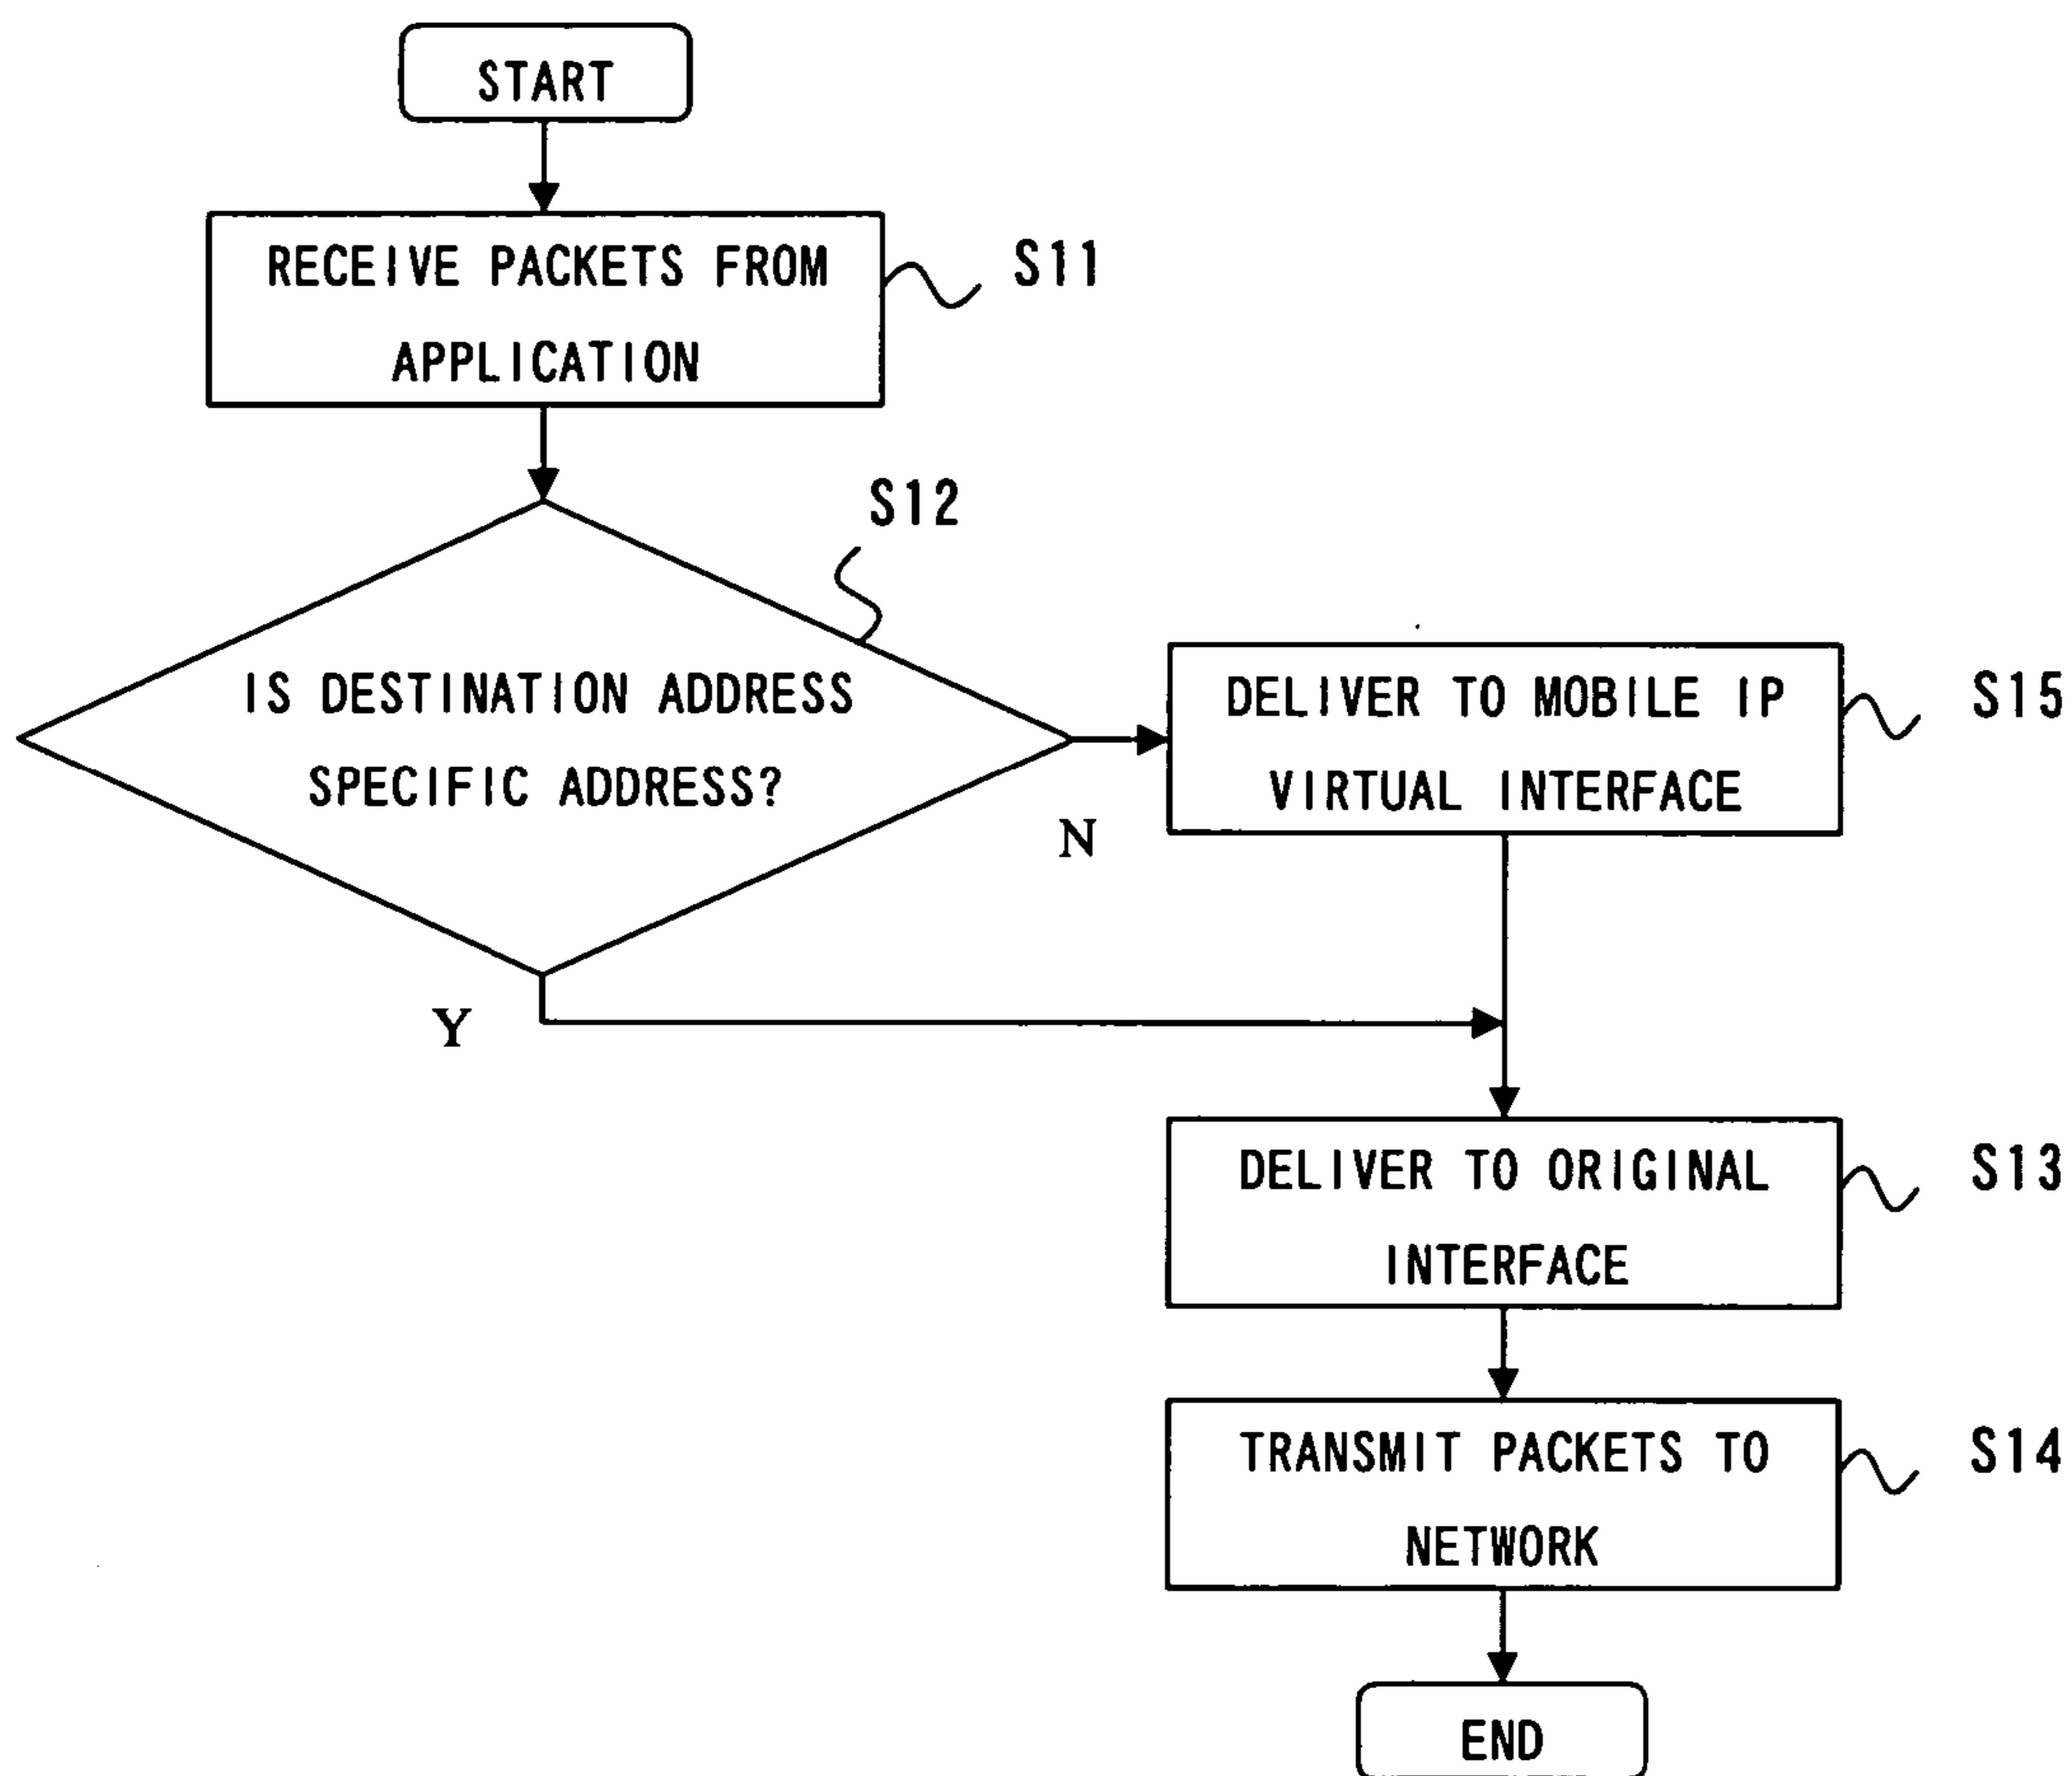 START
RECEIVE PACKETS FROM
APPLICATION
S11
S12
IS DESTINATION ADDRESS
SPECIFIC ADDRESS?
N
Y
DELIVER TO MOBILE IP
VIRTUAL INTERFACE
S15
DELIVER TO ORIGINAL
INTERFACE
S13
TRANSMIT PACKETS TO
NETWORK
S14
END